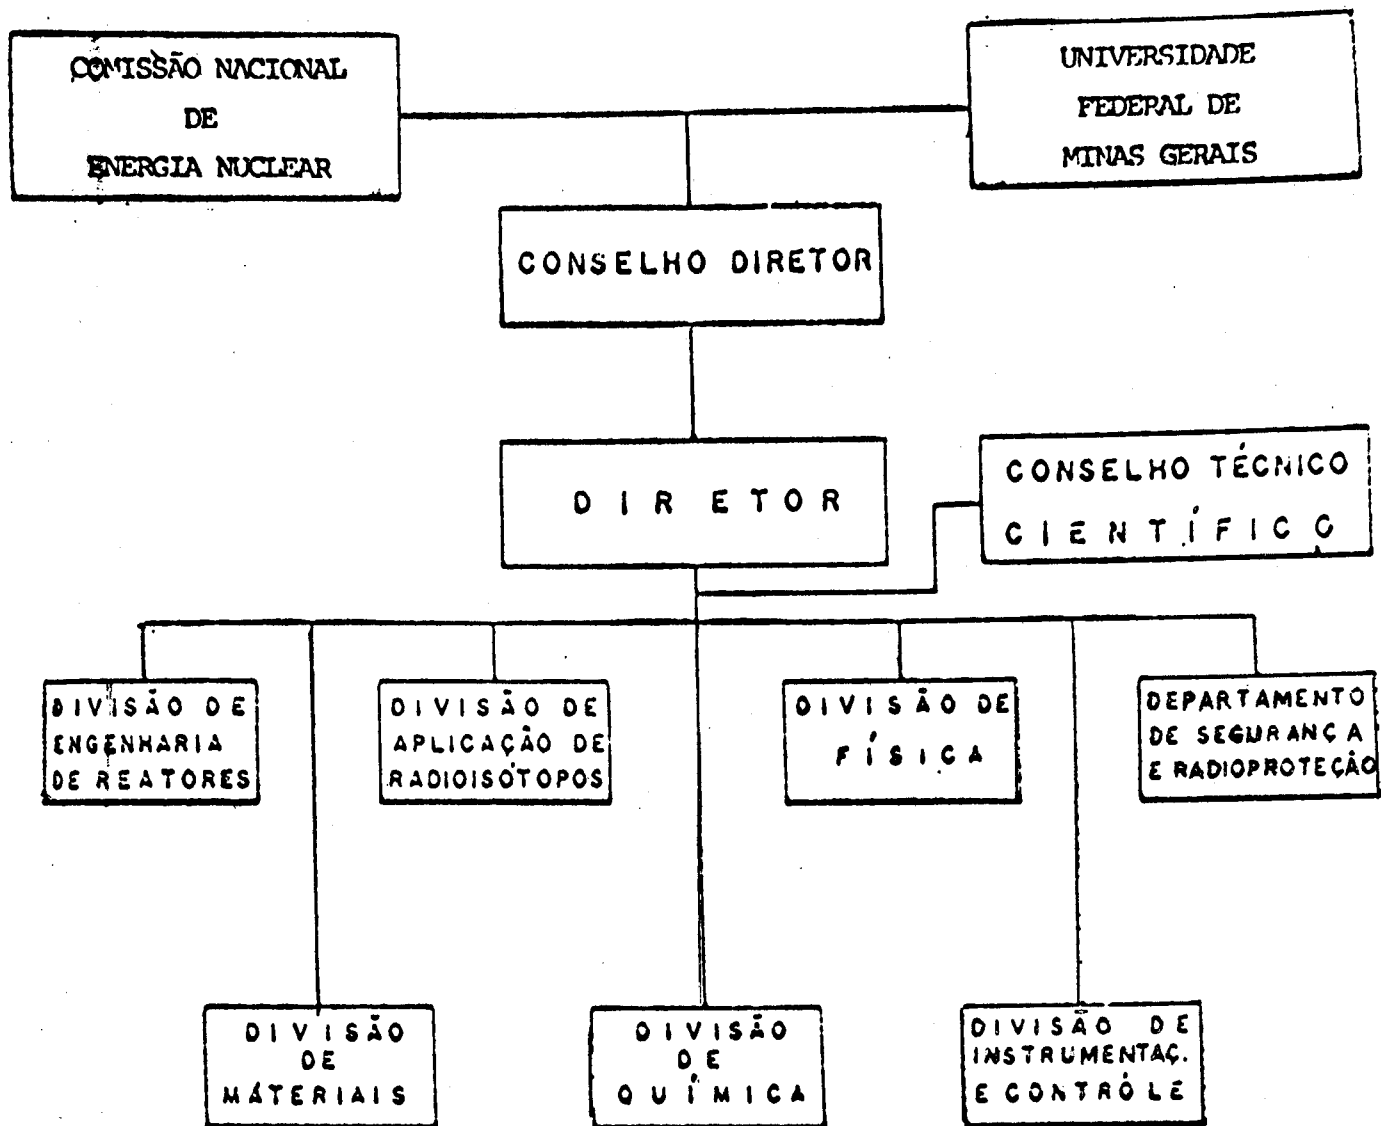 COMISSÃO NACIONAL
DE
ENERGIA NUCLEAR
UNIVERSIDADE
FEDERAL DE
MINAS GERAIS
CONSELHO DIRETOR
DIRETOR
CONSELHO TÉCNICO
CIENTÍFICO
DIVISÃO DE
ENGENHARIA
DE REATORES
DIVISÃO DE
APLICAÇÃO DE
RADIOISÓTOPOS
DIVISÃO DE
FÍSICA
DEPARTAMENTO
DE SEGURANÇA
E RADIOPROTEÇÃO
DIVISÃO
DE
MATERIAIS
DIVISÃO
DE
QUÍMICA
DIVISÃO DE
INSTRUMENTAÇ.
E CONTRÔLE